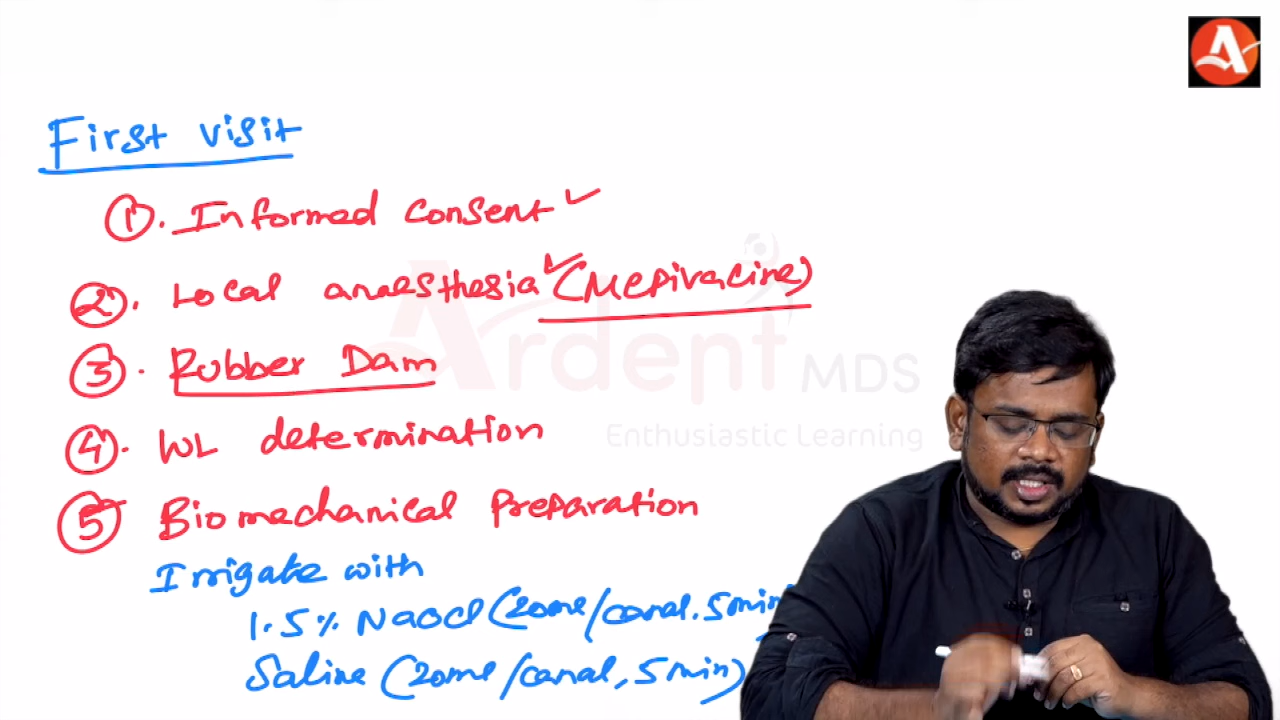 First visit
①. Informed consent ✓
②. Local anaesthesia ✓ (Mepivacine)
③. Rubber Dam
④. WL determination
⑤ Biomechanical Preparation
Irrigate with
1.5% NaOCl (20ml/canal. 5min
Saline (20ml/canal, 5min)
Ardent MDS
Enthusiastic Learning
A